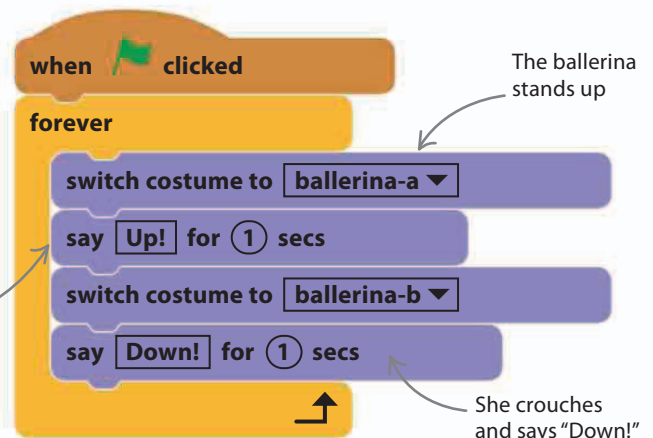 when clicked
The ballerina
stands up
forever
switch costume to ballerina-a
say Up! for 1 secs
switch costume to ballerina-b
say Down! for 1 secs
She crouches
and says “Down!”